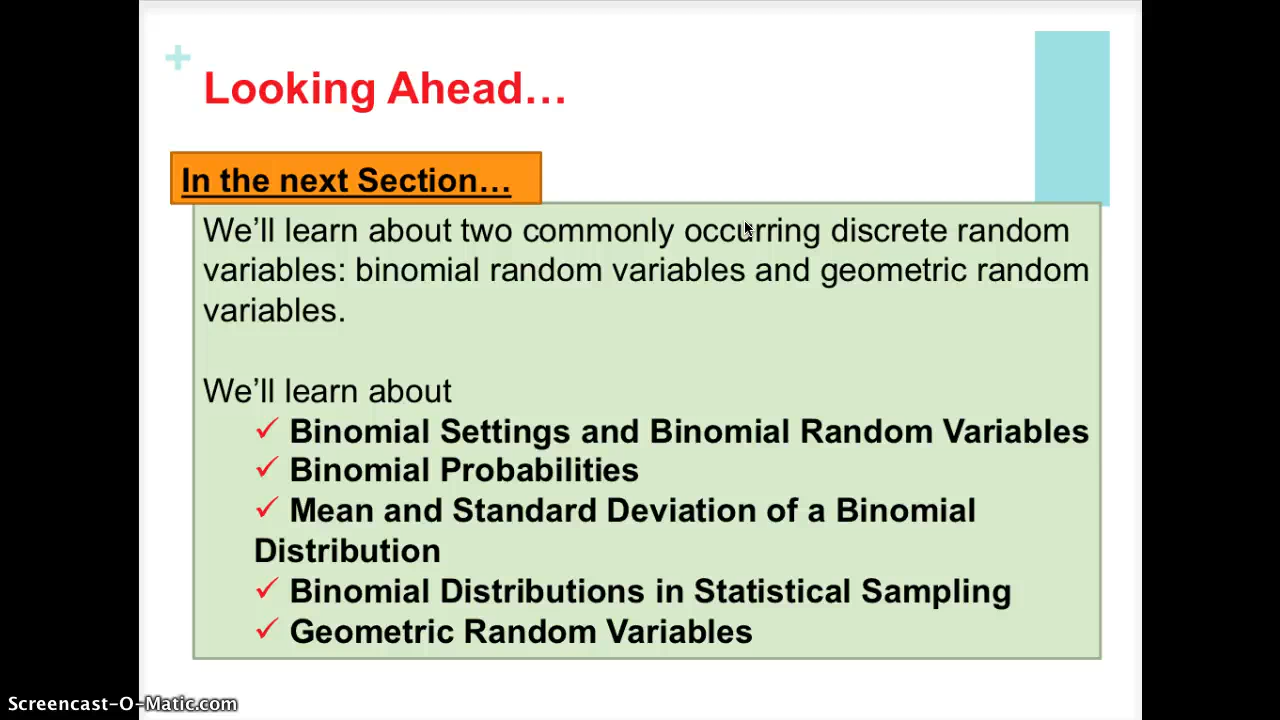 +
Looking Ahead…
In the next Section…
We’ll learn about two commonly occurring discrete random
variables: binomial random variables and geometric random
variables.
We’ll learn about
✓ Binomial Settings and Binomial Random Variables
✓ Binomial Probabilities
✓ Mean and Standard Deviation of a Binomial
Distribution
✓ Binomial Distributions in Statistical Sampling
✓ Geometric Random Variables
Screencast-O-Matic.com